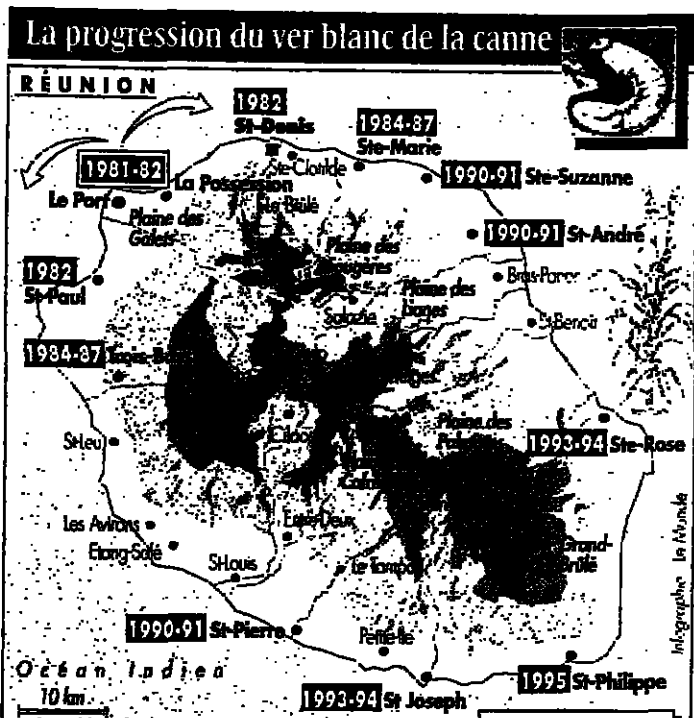 La progression du ver blanc de la canne
RÉUNION
1982
St-Denis
1984-87
Ste-Marie
1981-82
Ste-Clotilde
1990-91 Ste-Suzanne
Le Port
La Possession
Le Brûlé
Plaine des
Galets
1990-91 St-André
Plaine des
Fougères
1982
St-Paul
Plaine des
Salazie
St-Benoît
1984-87
Cilaos
Plaine des
St-Leu
1993-94 Ste-Rose
Les Avirons
Etang-Salé
Entre-Deux
Grand-
Brûlé
St-Louis
Le Tampon
1990-91 St-Pierre
Petite-Ile
Océan Indien
10 km
1993-94 St Joseph
1995 St-Philippe
Infographie Le Monde